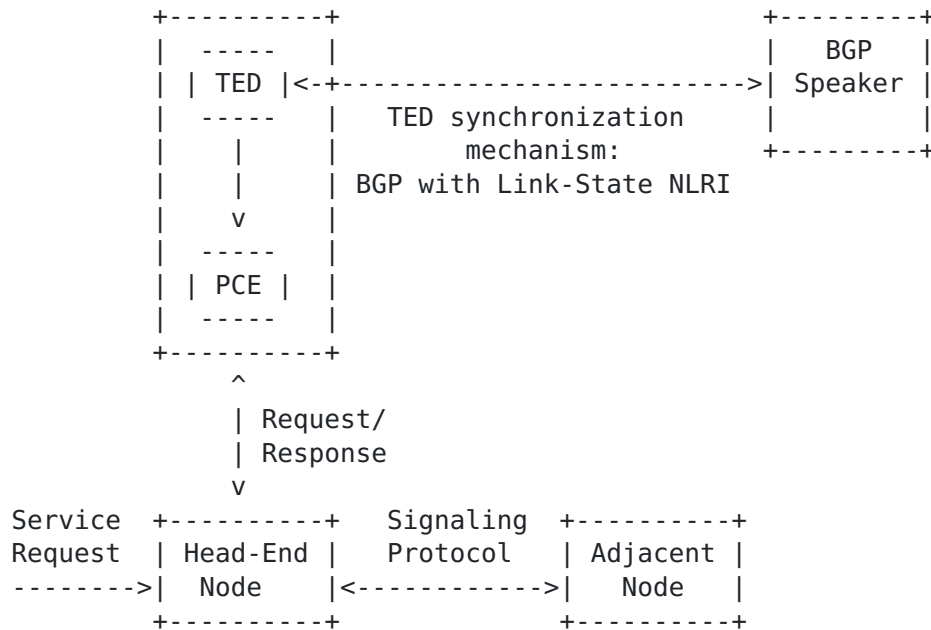 +----------+                           +---------+
|  -----   |                           |   BGP   |
| | TED |<-+-------------------------->| Speaker |
|  -----   |   TED synchronization     |         |
|    |     |        mechanism:         +---------+
|    |     | BGP with Link-State NLRI
|    v     |
|  -----   |
| | PCE |  |
|  -----   |
+----------+
     ^
     | Request/
     | Response
     v
Service  +----------+   Signaling  +----------+
Request  | Head-End |   Protocol   | Adjacent |
-------->|  Node    |<------------>|   Node   |
         +----------+              +----------+